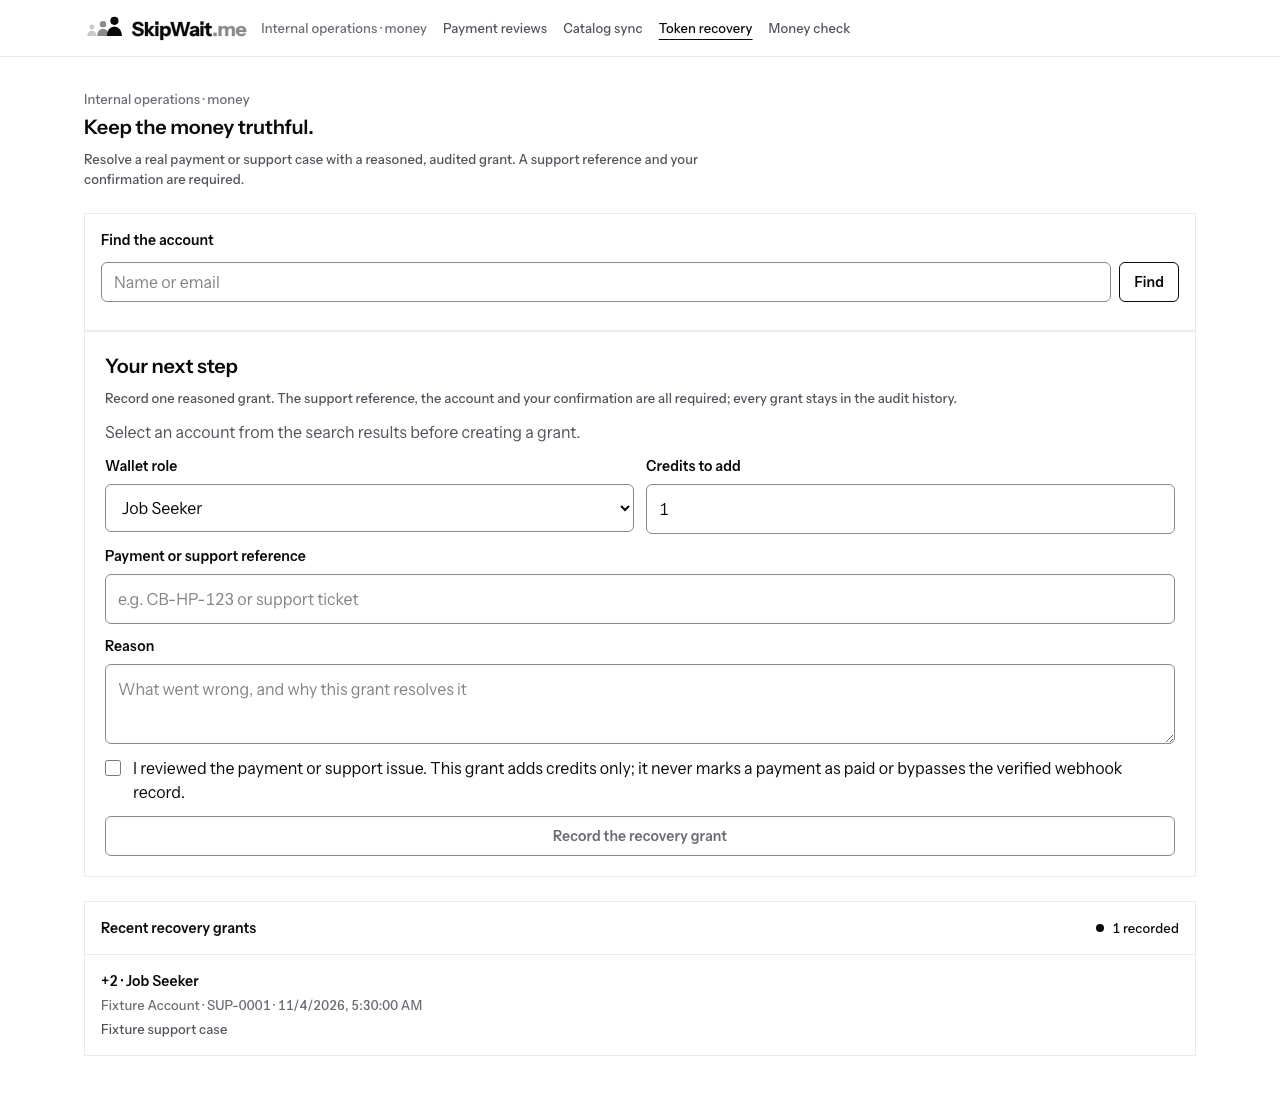 SkipWait.me Internal operations · money Payment reviews Catalog sync Token recovery Money check
Internal operations · money
Keep the money truthful.
Resolve a real payment or support case with a reasoned, audited grant. A support reference and your
confirmation are required.
Find the account
Name or email Find
Your next step
Record one reasoned grant. The support reference, the account and your confirmation are all required; every grant stays in the audit history.
Select an account from the search results before creating a grant.
Wallet role Credits to add
Job Seeker 1
Payment or support reference
e.g. CB-HP-123 or support ticket
Reason
What went wrong, and why this grant resolves it
I reviewed the payment or support issue. This grant adds credits only; it never marks a payment as paid or bypasses the verified webhook
record.
Record the recovery grant
Recent recovery grants 1 recorded
+2 · Job Seeker
Fixture Account · SUP-0001 · 11/4/2026, 5:30:00 AM
Fixture support case